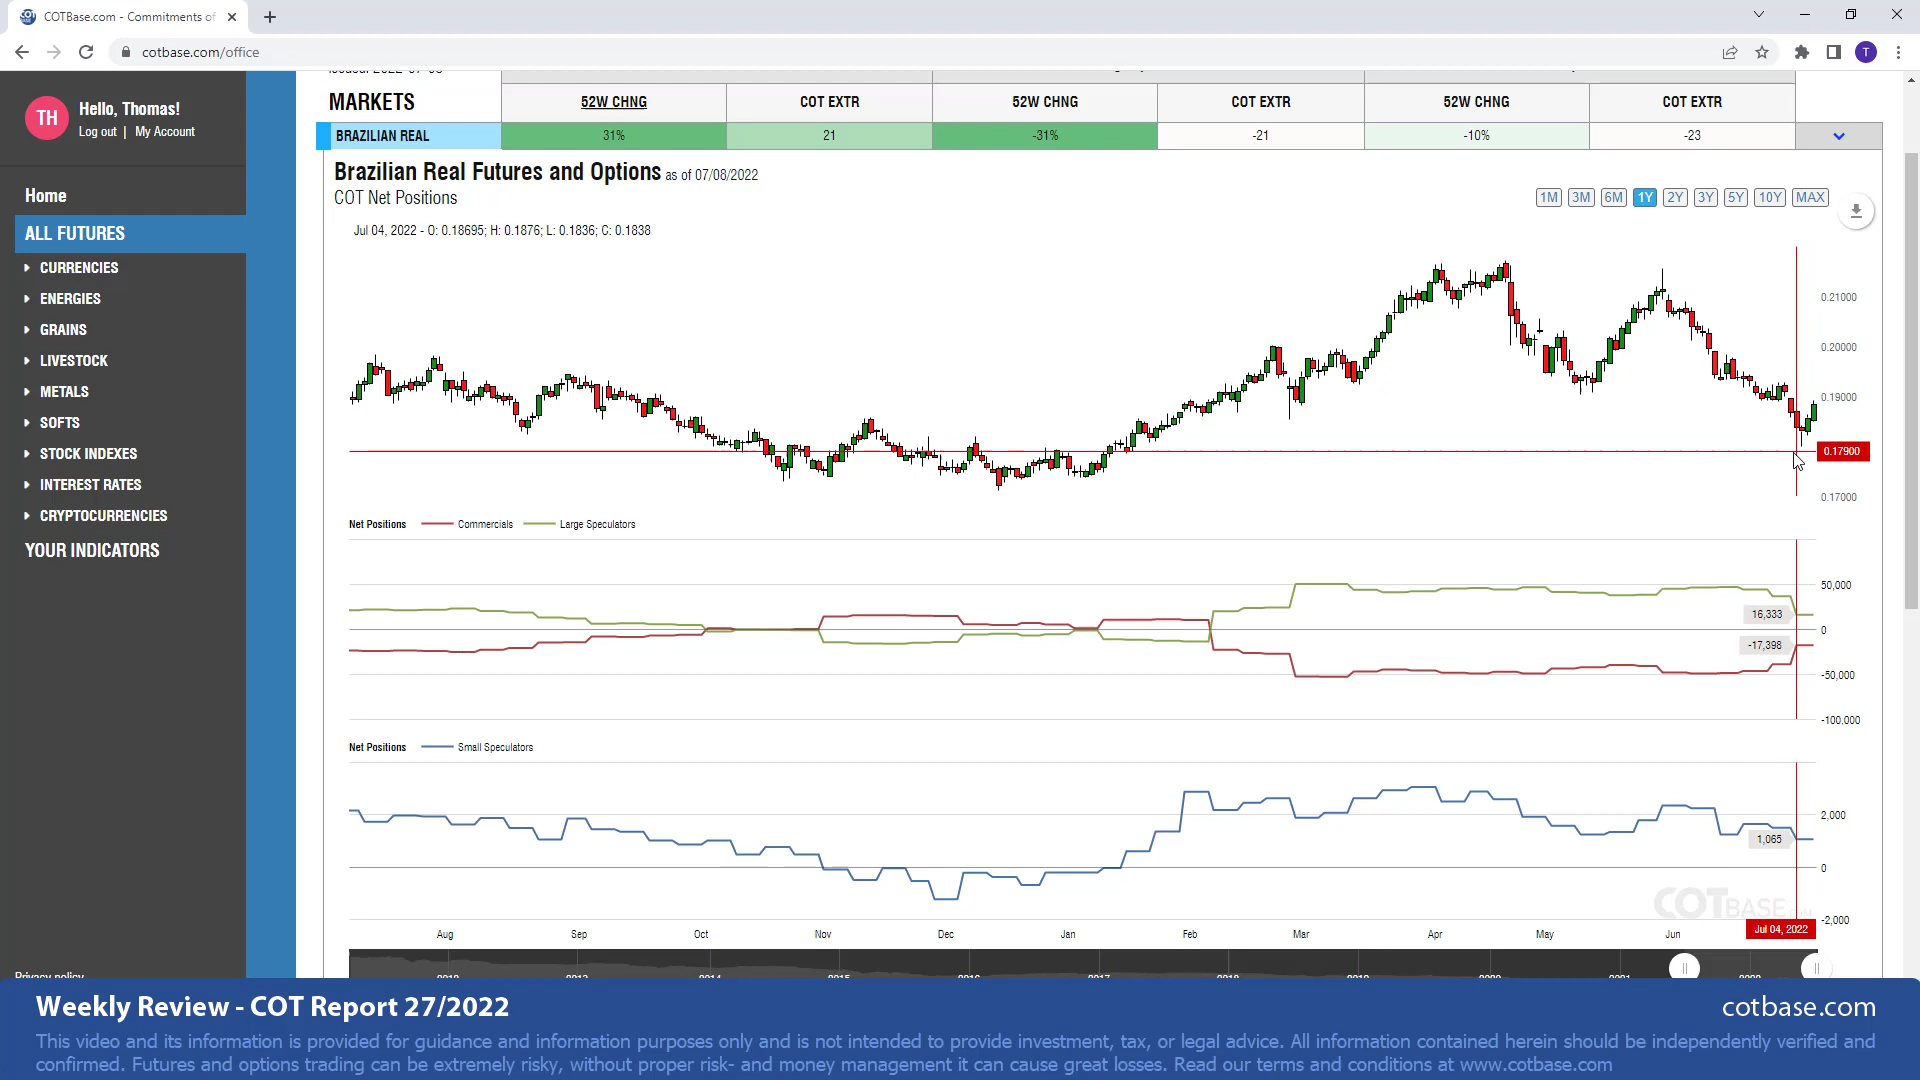 COTBase.com - Commitments of
cotbase.com/office
T
TH
Hello, Thomas!
Log out | My Account
Home
ALL FUTURES
CURRENCIES
ENERGIES
GRAINS
LIVESTOCK
METALS
SOFTS
STOCK INDEXES
INTEREST RATES
CRYPTOCURRENCIES
YOUR INDICATORS
Privacy policy
MARKETS 52W CHNG COT EXTR 52W CHNG COT EXTR 52W CHNG COT EXTR
BRAZILIAN REAL 31% 21 -31% -21 -10% -23
Brazilian Real Futures and Options as of 07/08/2022
COT Net Positions
1M 3M 6M 1Y 2Y 3Y 5Y 10Y MAX
Jul 04, 2022 - O: 0.18695; H: 0.1876; L: 0.1836; C: 0.1838
0.21000
0.20000
0.19000
0.17900
0.17000
Net Positions Commercials Large Speculators
50,000
16,333
0
-17,398
-50,000
-100,000
Net Positions Small Speculators
2,000
1,065
0
COTBASE
-2,000
Aug Sep Oct Nov Dec Jan Feb Mar Apr May Jun Jul 04, 2022
Weekly Review - COT Report 27/2022
cotbase.com
This video and its information is provided for guidance and information purposes only and is not intended to provide investment, tax, or legal advice. All information contained herein should be independently verified and
confirmed. Futures and options trading can be extremely risky, without proper risk- and money management it can cause great losses. Read our terms and conditions at www.cotbase.com